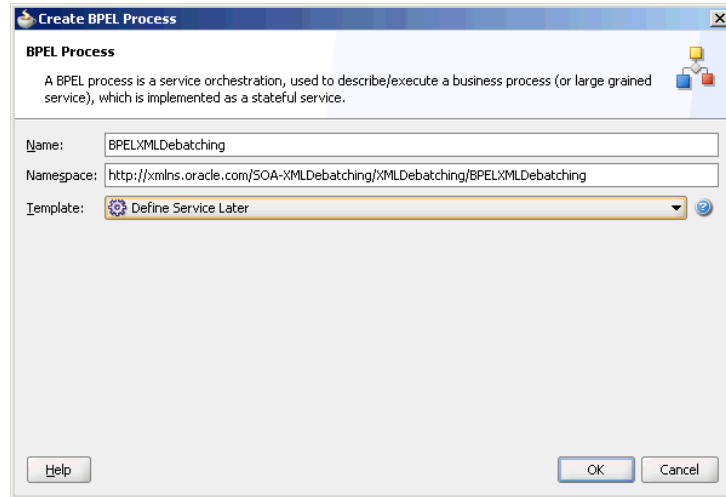 Create BPEL Process
BPEL Process
A BPEL process is a service orchestration, used to describe/execute a business process (or large grained
service), which is implemented as a stateful service.
Name: BPELXMLDebatching
Namespace: http://xmlns.oracle.com/SOA-XMLDebatching/XMLDebatching/BPELXMLDebatching
Template: Define Service Later
Help OK Cancel